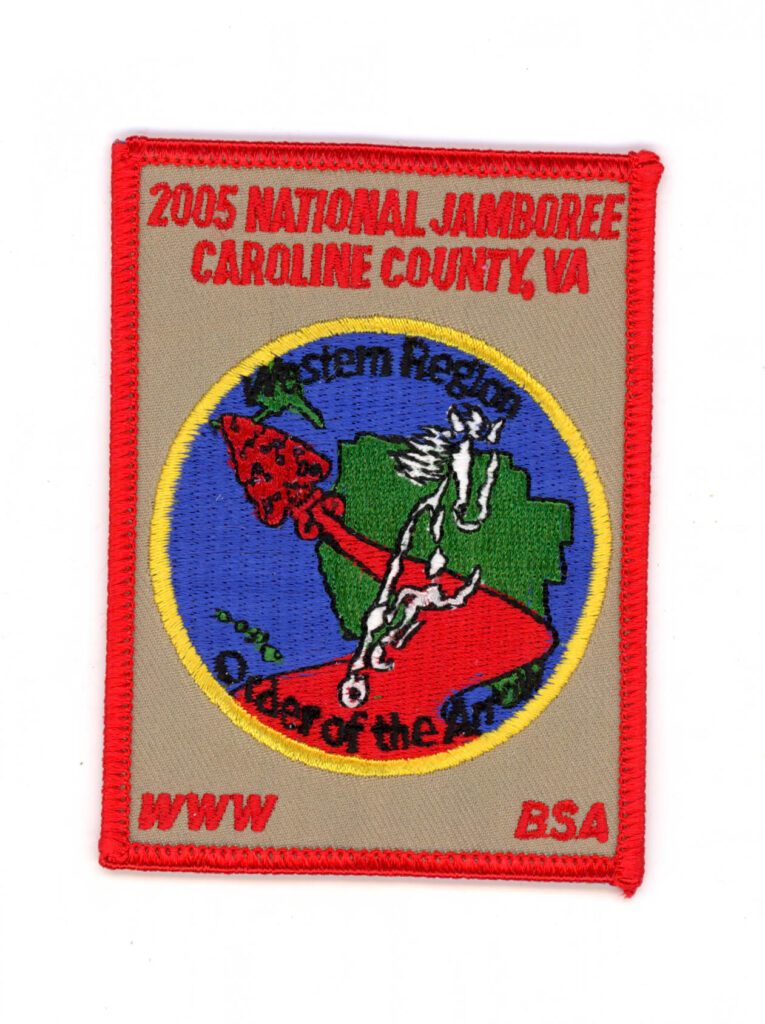 2005 NATIONAL JAMBOREE
CAROLINE COUNTY, VA
Western Region
Order of the Arrow
WWW
BSA